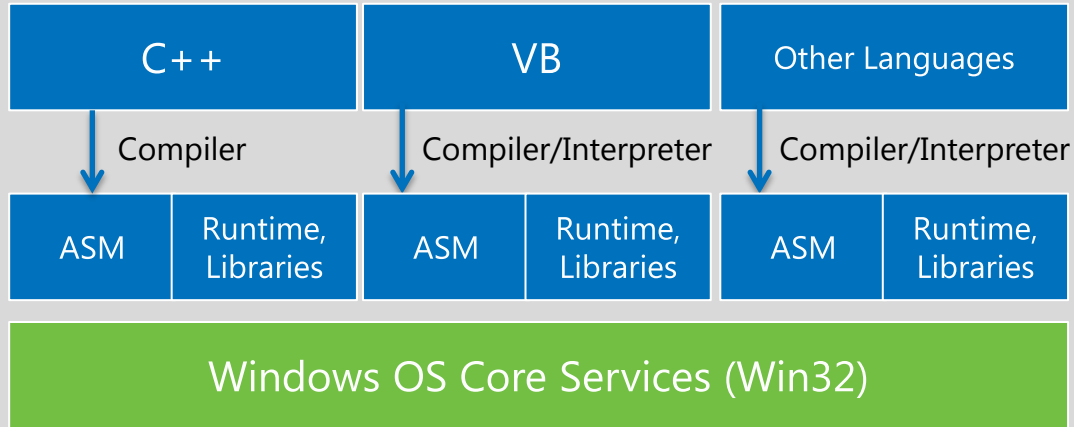 C++
VB
Other Languages
Compiler
Compiler/Interpreter
Compiler/Interpreter
ASM
Runtime,
Libraries
ASM
Runtime,
Libraries
ASM
Runtime,
Libraries
Windows OS Core Services (Win32)